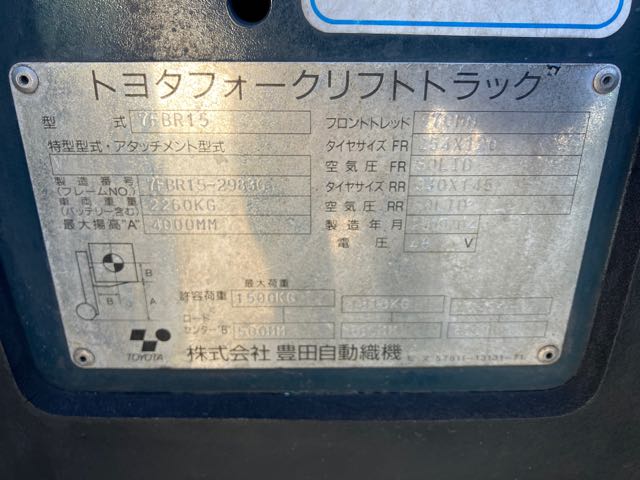 トヨタフォークリフトトラック
型 式 7FBR15
フロントトレッド
特型型式・アタッチメント型式
タイヤサイズ FR 254X120
空気圧 FR SOLID
製造番号
(フレームNO.) 7FBR15-29830
タイヤサイズ RR 330X145
車両重量
(バッテリー含む) 2260KG
空気圧 RR SOLID
最大揚高"A" 4000MM
製造年月
電圧 48 V
B
B
A
最大荷重
許容荷重 1500KG
ロード
センター"B" 500MM
TOYOTA 株式会社 豊田自動織機